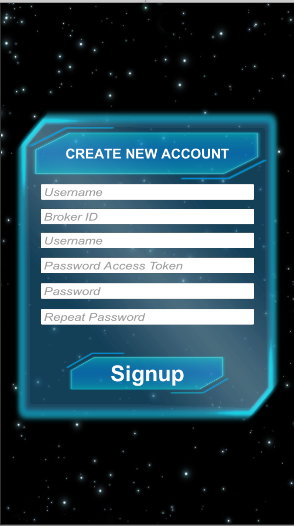 CREATE NEW ACCOUNT
Username
Broker ID
Username
Password Access Token
Password
Repeat Password
Signup